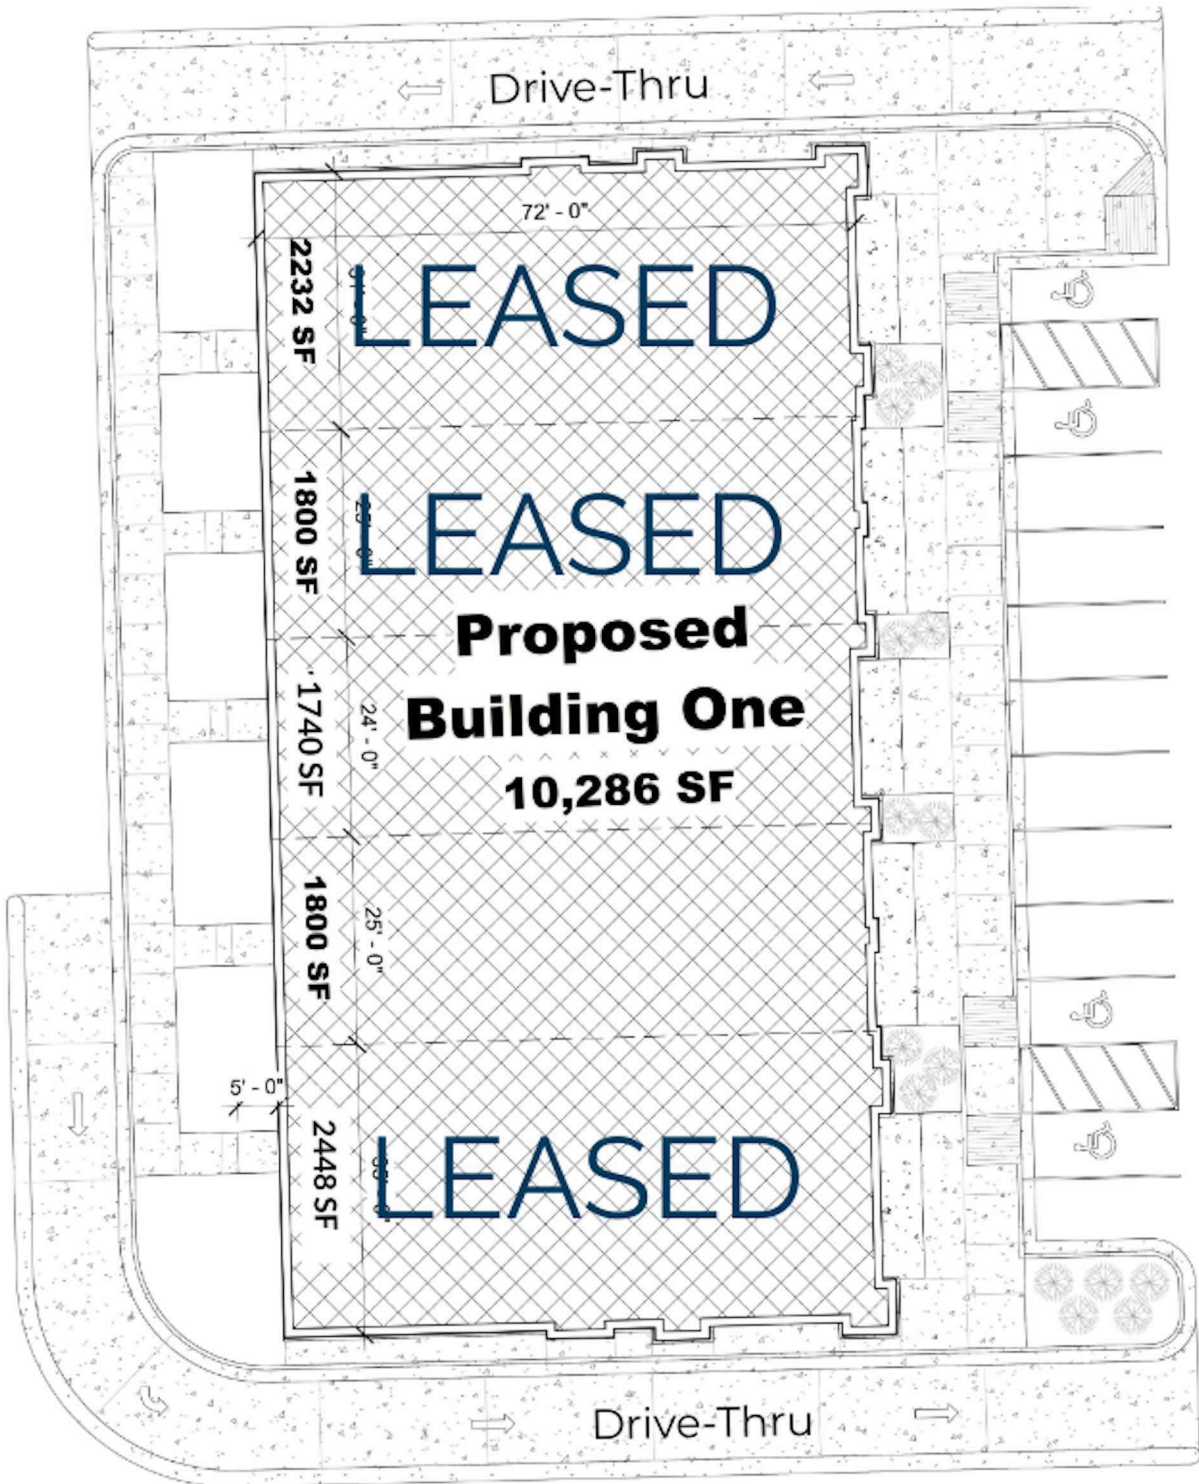 Drive-Thru
72' - 0"
2232 SF
LEASED
1800 SF
LEASED
Proposed
Building One
10,286 SF
1740 SF
24' - 0"
1800 SF
25' - 0"
5' - 0"
2448 SF
LEASED
Drive-Thru